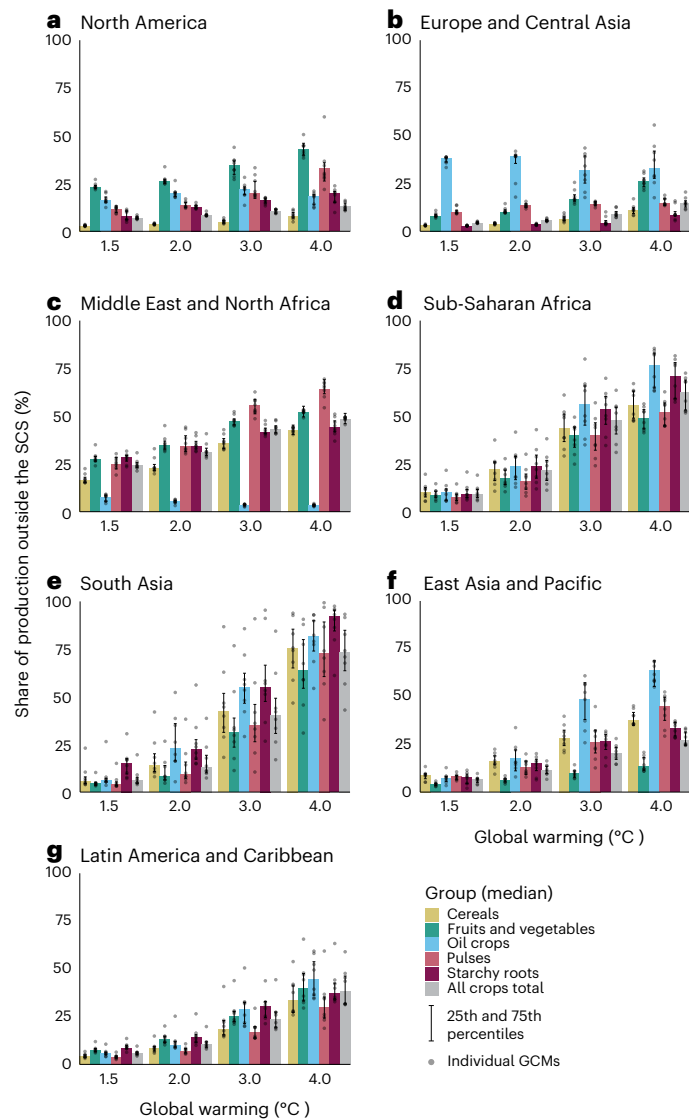 a North America
b Europe and Central Asia
100
75
50
25
0
1.5 2.0 3.0 4.0
100
75
50
25
0
1.5 2.0 3.0 4.0
c Middle East and North Africa
d Sub-Saharan Africa
100
75
50
25
0
1.5 2.0 3.0 4.0
100
75
50
25
0
1.5 2.0 3.0 4.0
Share of production outside the SCS (%)
e South Asia
f East Asia and Pacific
100
75
50
25
0
1.5 2.0 3.0 4.0
100
75
50
25
0
1.5 2.0 3.0 4.0
Global warming (°C )
g Latin America and Caribbean
100
75
50
25
0
1.5 2.0 3.0 4.0
Global warming (°C )
Group (median)
Cereals
Fruits and vegetables
Oil crops
Pulses
Starchy roots
All crops total
25th and 75th
percentiles
Individual GCMs